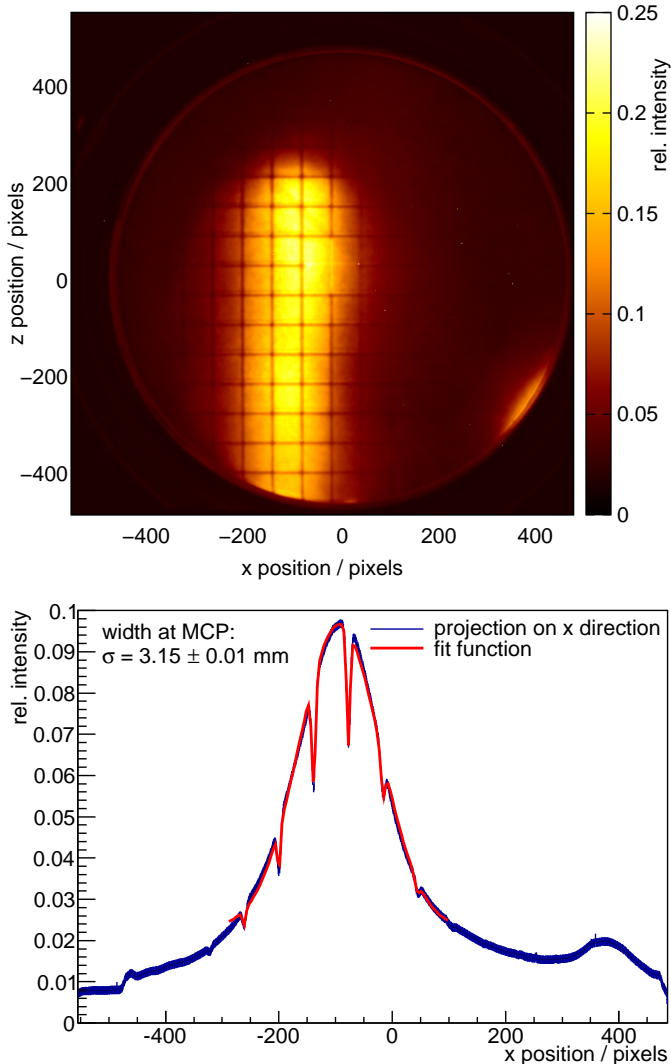 0.25
400
rel. intensity
0.2
z position / pixels
200
0.15
0
0.1
−200
0.05
−400
0
−400 −200 0 200 400
x position / pixels
0.1
width at MCP:
σ = 3.15 ± 0.01 mm
projection on x direction
fit function
rel. intensity
0.09
0.08
0.07
0.06
0.05
0.04
0.03
0.02
0.01
0
-400 -200 0 200 400
x position / pixels